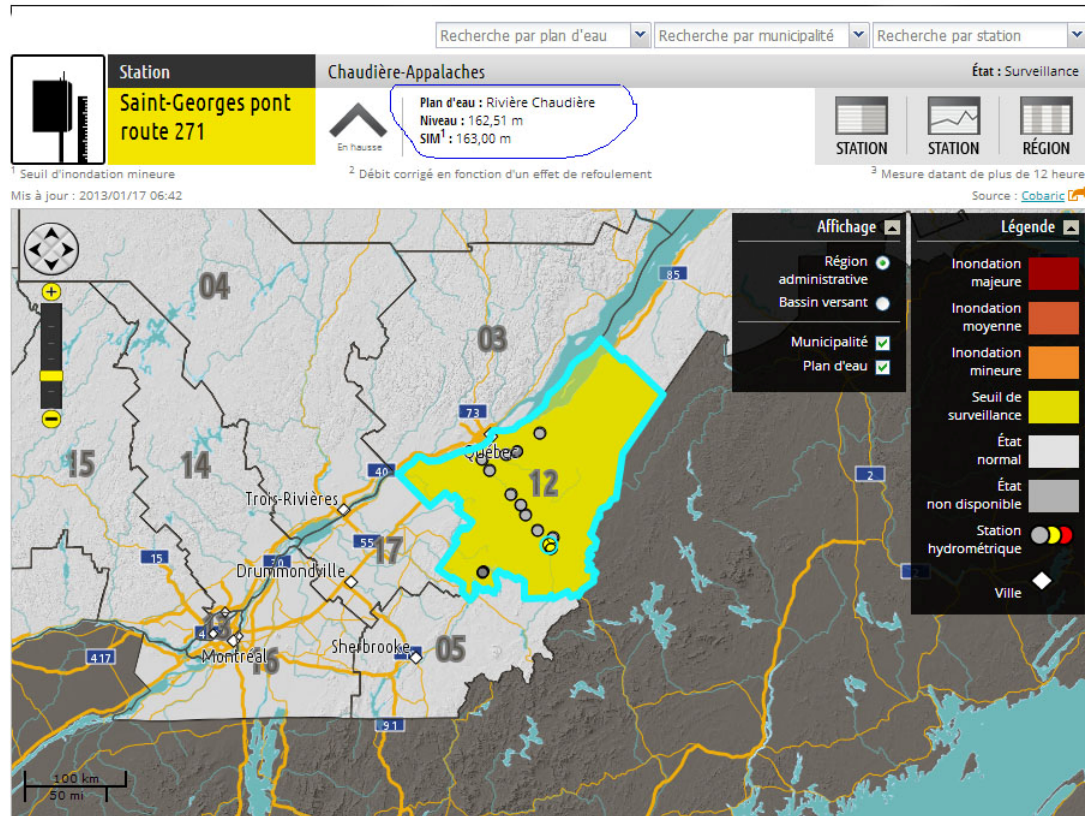 Recherche par plan d'eau
Recherche par municipalité
Recherche par station
Station
Chaudière-Appalaches
État : Surveillance
Saint-Georges pont
route 271
En hausse
Plan d'eau : Rivière Chaudière
Niveau : 162,51 m
SIM¹ : 163,00 m
STATION
STATION
RÉGION
¹ Seuil d'inondation mineure
² Débit corrigé en fonction d'un effet de refoulement
³ Mesure datant de plus de 12 heure
Mis à jour : 2013/01/17 06:42
Source : Cobaric
Affichage
Région
administrative
Bassin versant
Municipalité
Plan d'eau
Légende
Inondation
majeure
Inondation
moyenne
Inondation
mineure
Seuil de
surveillance
État
normal
État
non disponible
Station
hydrométrique
Ville
04
85
03
73
Québec
15
14
40
12
2
Trois-Rivières
55
17
15
20
Drummondville
2
13
4
Montréal
16
Sherbrooke
05
417
91
100 km
50 mi